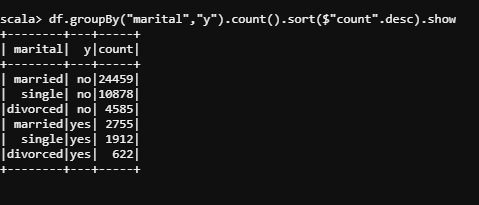 scala> df.groupBy("marital","y").count().sort($"count".desc).show
+--------+---+-----+
| marital|  y|count|
+--------+---+-----+
| married| no|24459|
|  single| no|10878|
|divorced| no| 4585|
| married|yes| 2755|
|  single|yes| 1912|
|divorced|yes|  622|
+--------+---+-----+